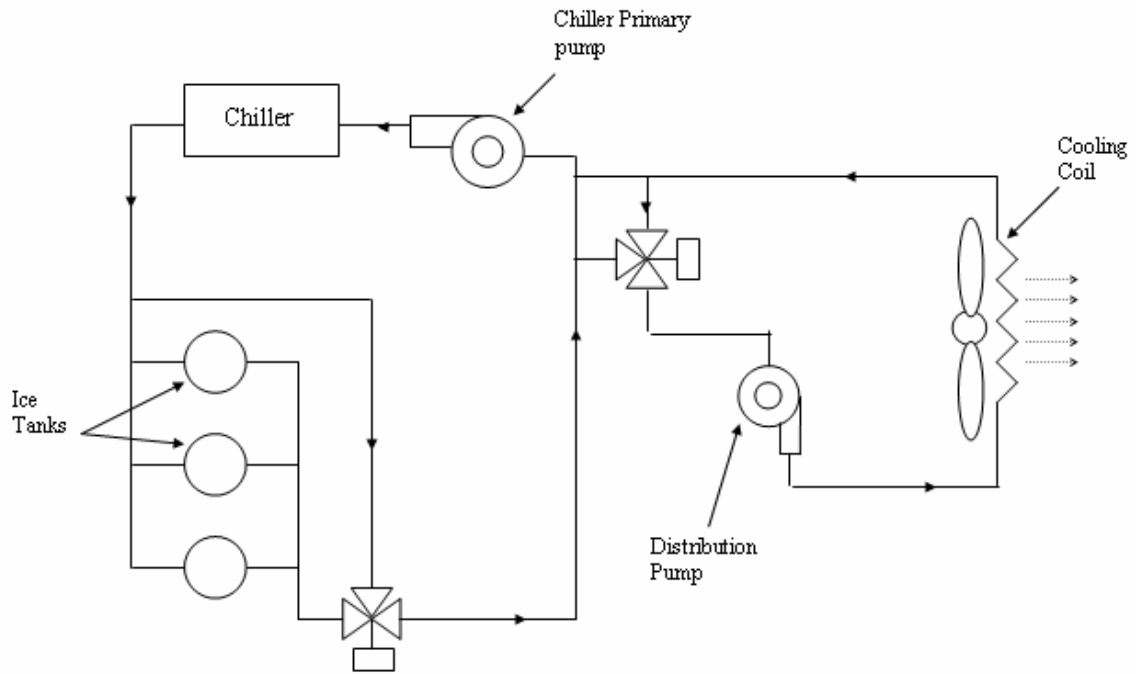 Chiller Primary
pump
Chiller
Cooling
Coil
Ice
Tanks
Distribution
Pump